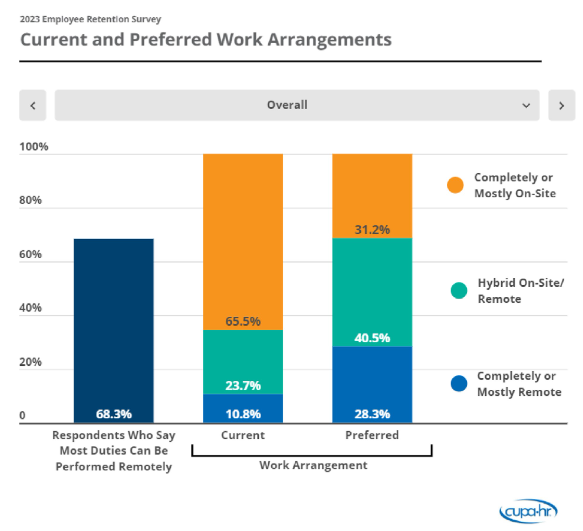 2023 Employee Retention Survey
Current and Preferred Work Arrangements
Overall
100%
80%
60%
40%
20%
0
68.3%
65.5%
23.7%
10.8%
31.2%
40.5%
28.3%
Completely or
Mostly On-Site
Hybrid On-Site/
Remote
Completely or
Mostly Remote
Respondents Who Say
Most Duties Can Be
Performed Remotely
Current
Preferred
Work Arrangement
cupa-hr